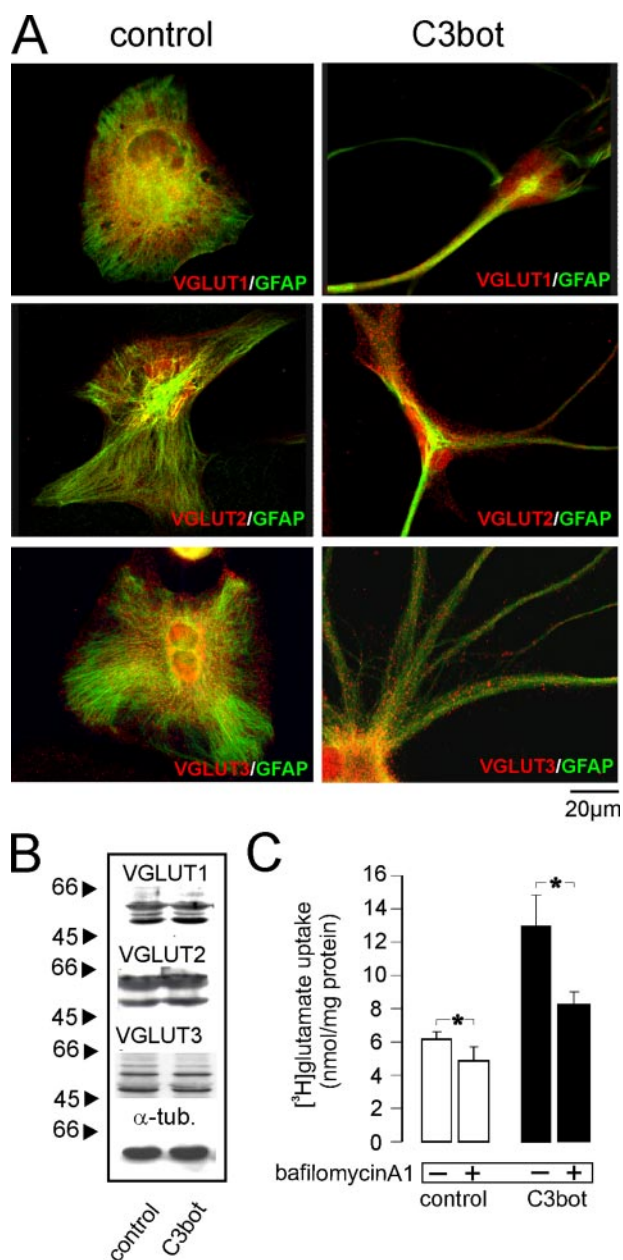 A
control
C3bot
VGLUT1/GFAP
VGLUT1/GFAP
VGLUT2/GFAP
VGLUT2/GFAP
VGLUT3/GFAP
VGLUT3/GFAP
20µm
B
66
VGLUT1
45
66
VGLUT2
45
66
VGLUT3
45
66
α-tub.
control
C3bot
C
[³H]glutamate uptake
(nmol/mg protein)
16
14
12
10
8
6
4
2
0
*
*
bafilomycinA1
− + − +
control
C3bot